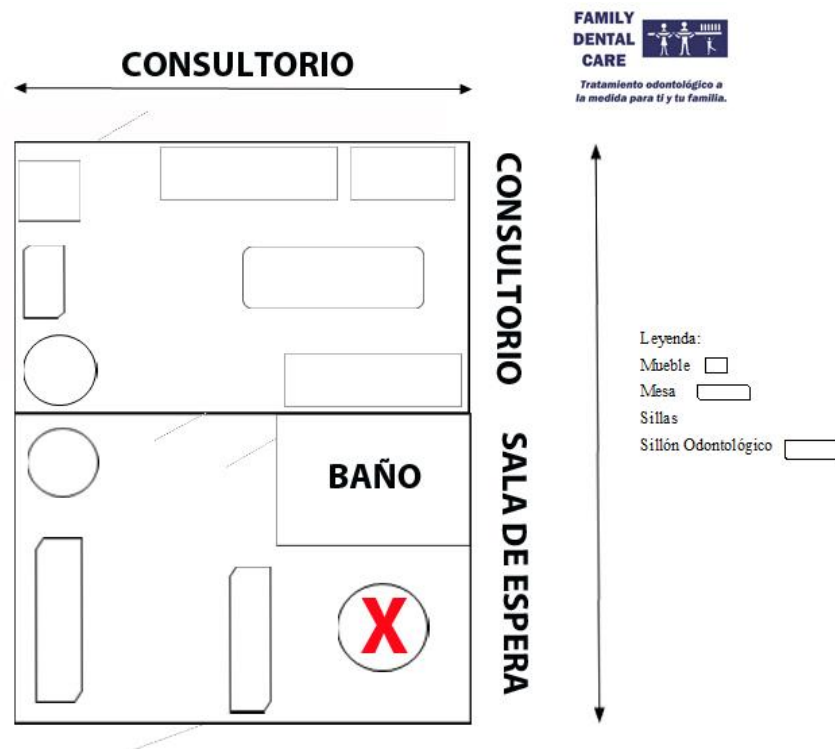 FAMILY
DENTAL
CARE
Tratamiento odontológico a
la medida para ti y tu familia.
CONSULTORIO
CONSULTORIO
Leyenda:
Mueble
Mesa
Sillas
Sillón Odontológico
BAÑO
SALA DE ESPERA
X